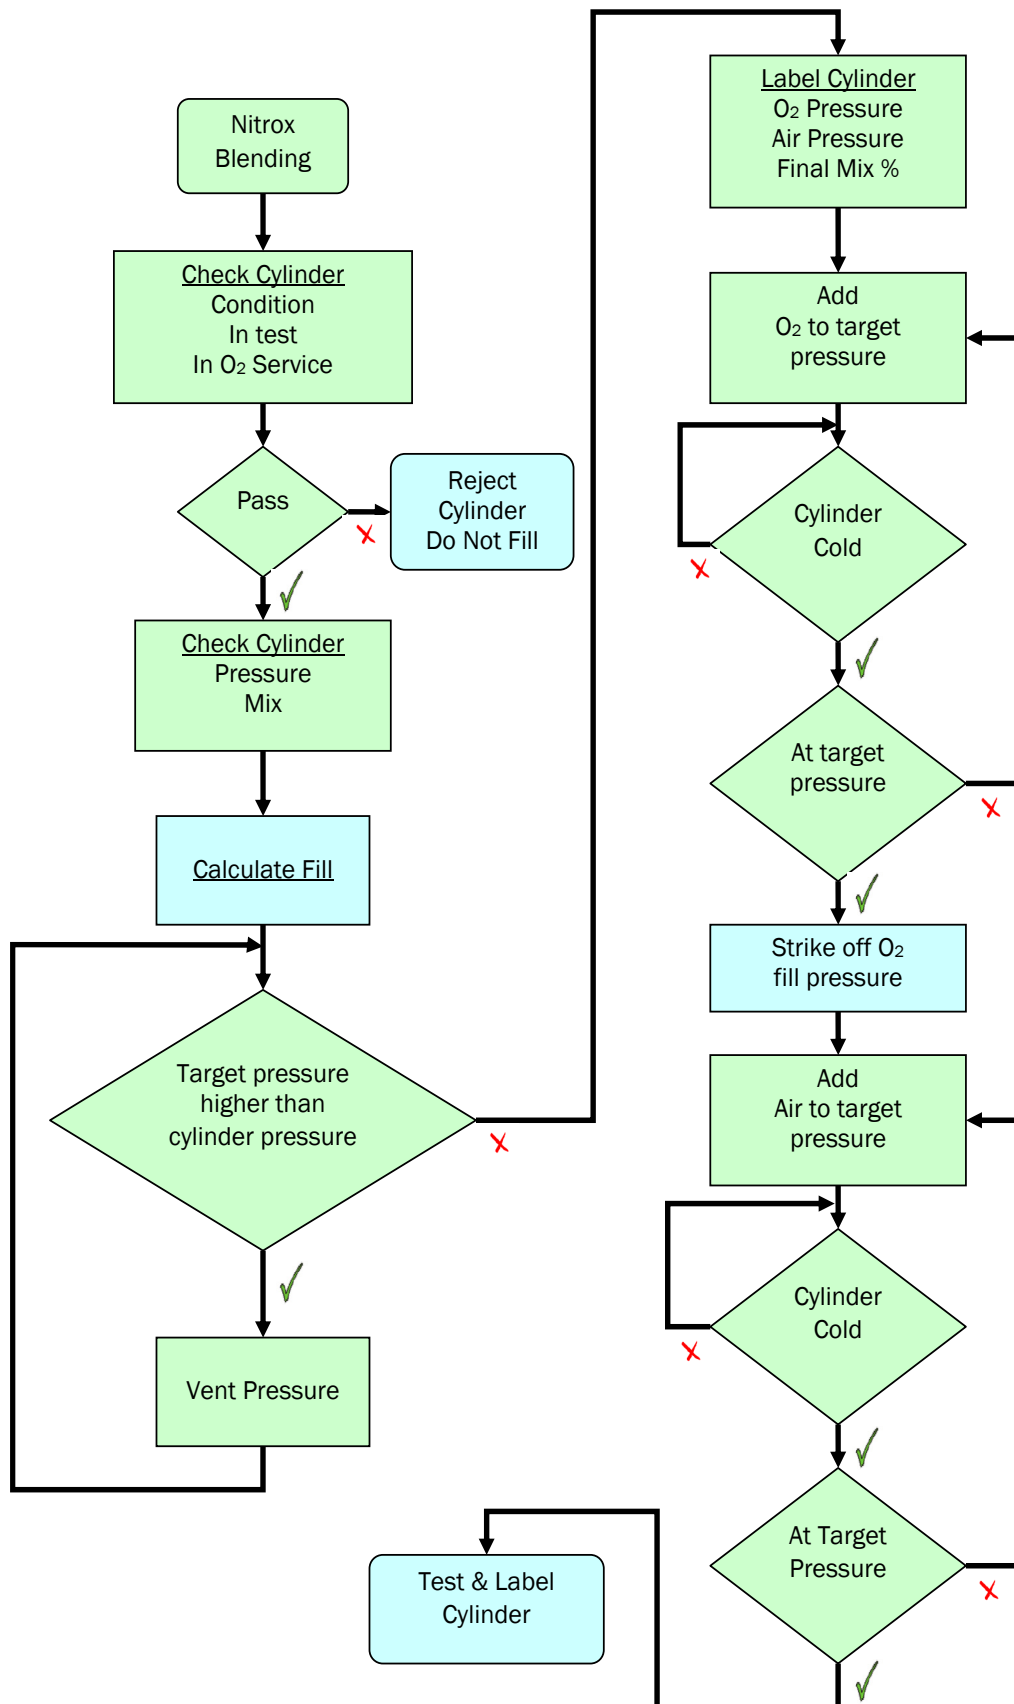 Nitrox
Blending
Check Cylinder
Condition
In test
In O₂ Service
Pass
Reject
Cylinder
Do Not Fill
Check Cylinder
Pressure
Mix
Calculate Fill
Target pressure
higher than
cylinder pressure
Vent Pressure
Label Cylinder
O₂ Pressure
Air Pressure
Final Mix %
Add
O₂ to target
pressure
Cylinder
Cold
At target
pressure
Strike off O₂
fill pressure
Add
Air to target
pressure
Cylinder
Cold
At Target
Pressure
Test & Label
Cylinder